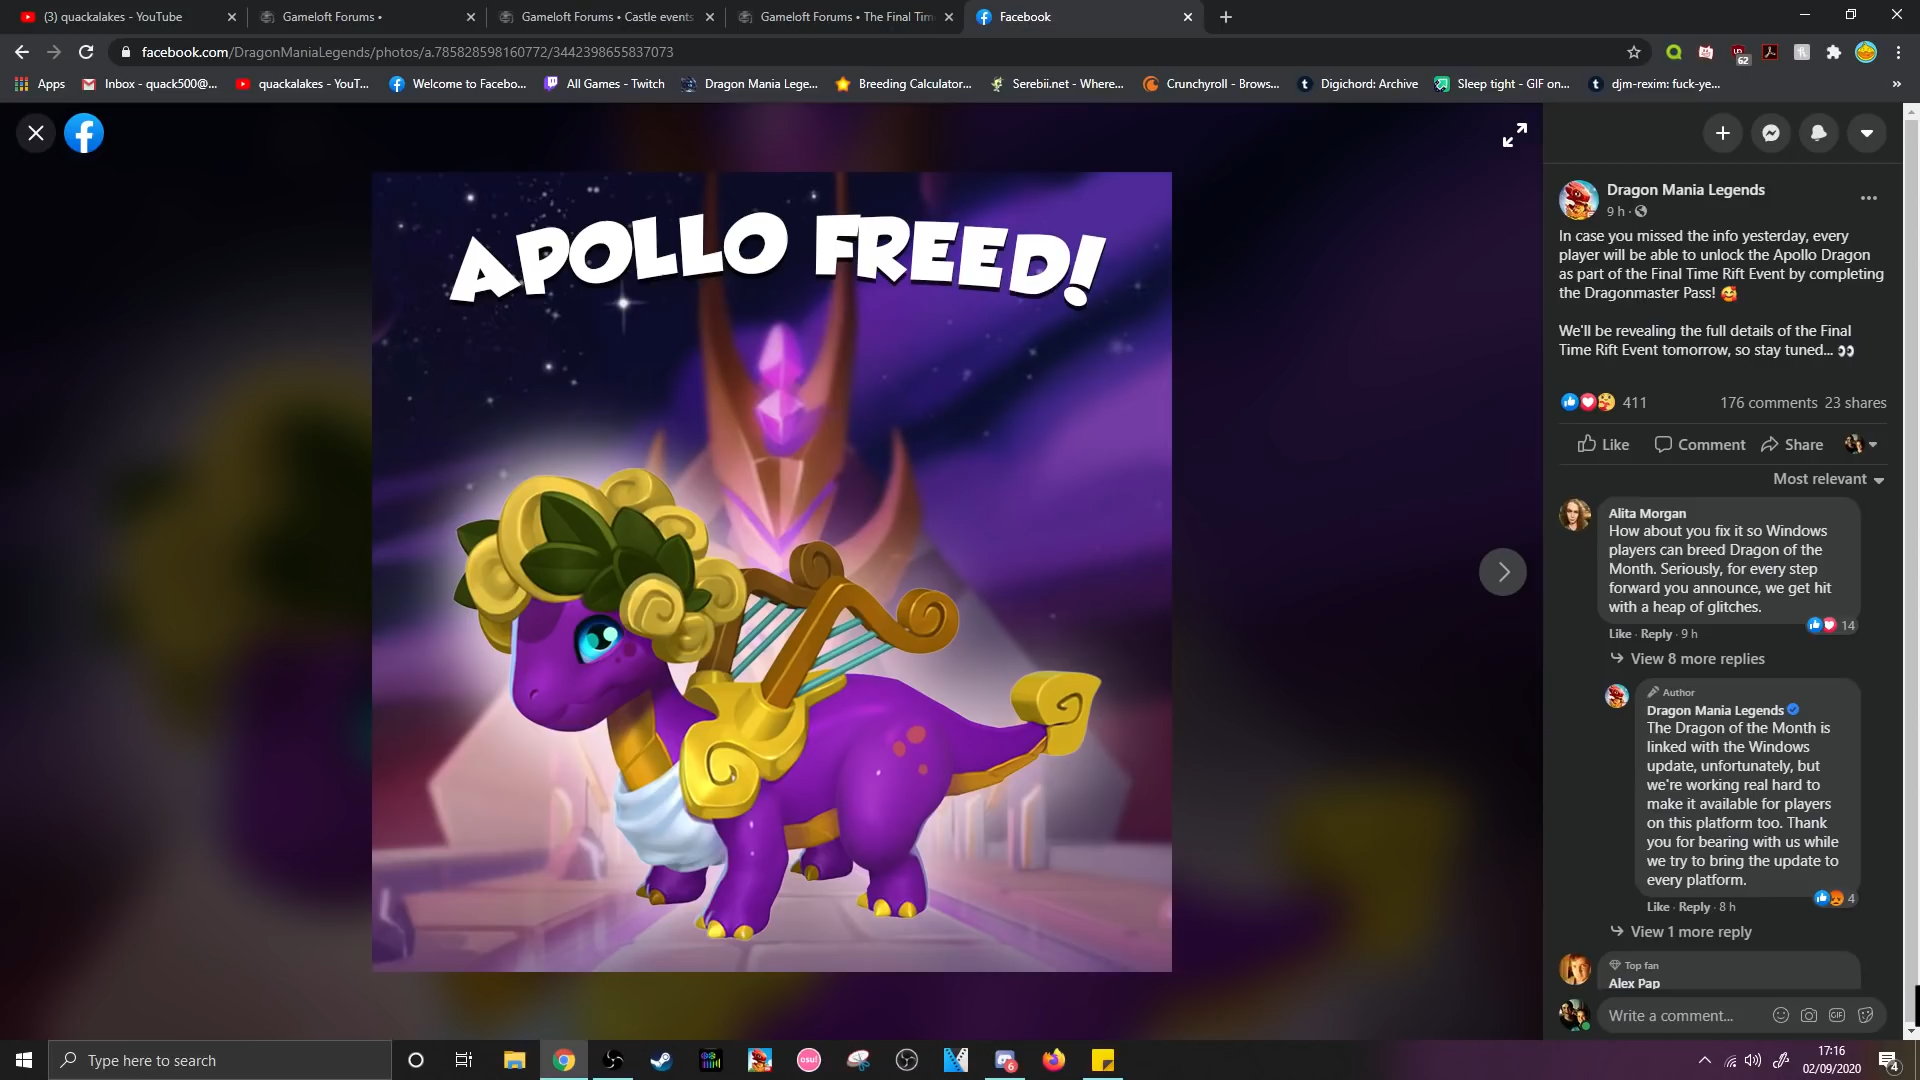 (3) quackalakes - YouTube
Gameloft Forums •
Gameloft Forums • Castle events
Gameloft Forums • The Final Tim
Facebook
facebook.com/DragonManiaLegends/photos/a.785828598160772/3442398655837073
62
Apps
Inbox - quack500@...
quackalakes - YouT...
Welcome to Facebo...
All Games - Twitch
Dragon Mania Lege...
Breeding Calculator...
Serebii.net - Where...
Crunchyroll - Brows...
Digichord: Archive
Sleep tight - GIF on...
djm-rexim: fuck-ye...
APOLLO FREED!
Dragon Mania Legends
9 h ·
In case you missed the info yesterday, every
player will be able to unlock the Apollo Dragon
as part of the Final Time Rift Event by completing
the Dragonmaster Pass! 🥰
We'll be revealing the full details of the Final
Time Rift Event tomorrow, so stay tuned... 👀
411
176 comments 23 shares
Like
Comment
Share
Most relevant
Alita Morgan
How about you fix it so Windows
players can breed Dragon of the
Month. Seriously, for every step
forward you announce, we get hit
with a heap of glitches.
14
Like · Reply · 9 h
View 8 more replies
Author
Dragon Mania Legends
The Dragon of the Month is
linked with the Windows
update, unfortunately, but
we're working real hard to
make it available for players
on this platform too. Thank
you for bearing with us while
we try to bring the update to
every platform.
4
Like · Reply · 8 h
View 1 more reply
Top fan
Alex Pap
Write a comment...
GIF
Type here to search
osu!
6
17:16
02/09/2020
4